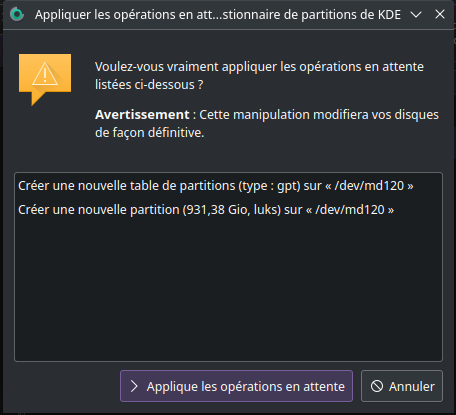 Appliquer les opérations en att...stionnaire de partitions de KDE
Voulez-vous vraiment appliquer les opérations en attente
listées ci-dessous ?
Avertissement : Cette manipulation modifiera vos disques
de façon définitive.
Créer une nouvelle table de partitions (type : gpt) sur « /dev/md120 »
Créer une nouvelle partition (931,38 Gio, luks) sur « /dev/md120 »
Applique les opérations en attente
Annuler